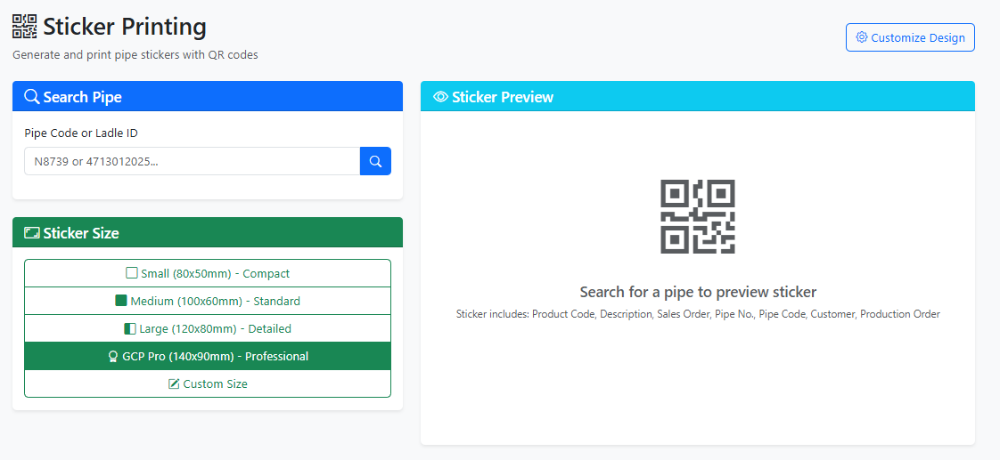 Sticker Printing
Generate and print pipe stickers with QR codes
Customize Design
Search Pipe
Pipe Code or Ladle ID
N8739 or 4713012025...
Sticker Size
Small (80x50mm) - Compact
Medium (100x60mm) - Standard
Large (120x80mm) - Detailed
GCP Pro (140x90mm) - Professional
Custom Size
Sticker Preview
Search for a pipe to preview sticker
Sticker includes: Product Code, Description, Sales Order, Pipe No., Pipe Code, Customer, Production Order